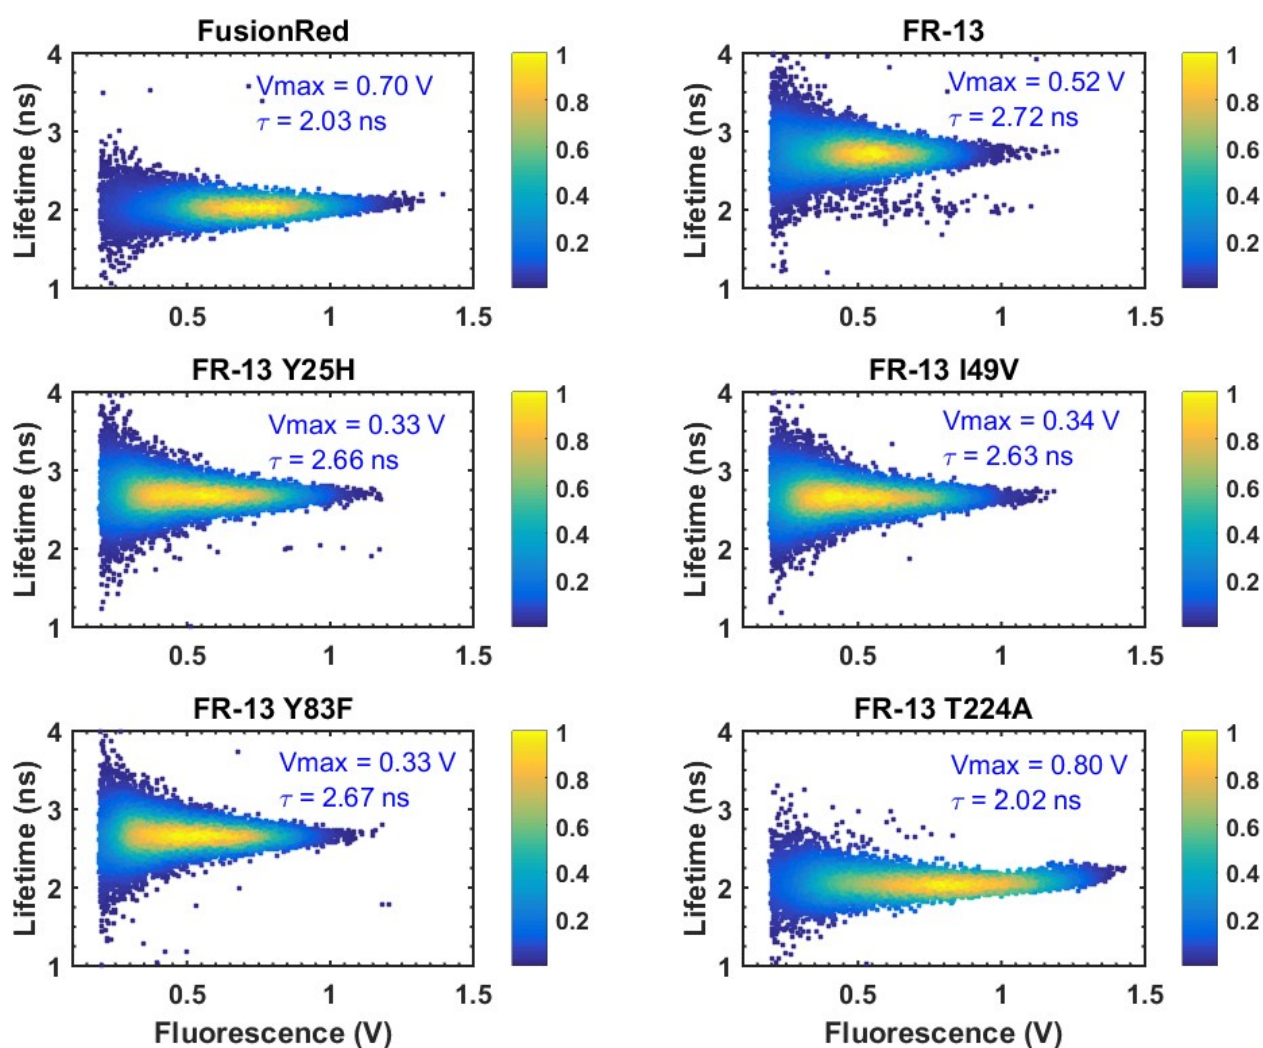 FusionRed
Vmax = 0.70 V
τ = 2.03 ns
Lifetime (ns)
4
3
2
1
0.5
1
1.5
1
0.8
0.6
0.4
0.2
FR-13
Vmax = 0.52 V
τ = 2.72 ns
Lifetime (ns)
4
3
2
1
0.5
1
1.5
1
0.8
0.6
0.4
0.2
FR-13 Y25H
Vmax = 0.33 V
τ = 2.66 ns
Lifetime (ns)
4
3
2
1
0.5
1
1.5
1
0.8
0.6
0.4
0.2
FR-13 I49V
Vmax = 0.34 V
τ = 2.63 ns
Lifetime (ns)
4
3
2
1
0.5
1
1.5
1
0.8
0.6
0.4
0.2
FR-13 Y83F
Vmax = 0.33 V
τ = 2.67 ns
Lifetime (ns)
4
3
2
1
0.5
1
1.5
Fluorescence (V)
1
0.8
0.6
0.4
0.2
FR-13 T224A
Vmax = 0.80 V
τ = 2.02 ns
Lifetime (ns)
4
3
2
1
0.5
1
1.5
Fluorescence (V)
1
0.8
0.6
0.4
0.2